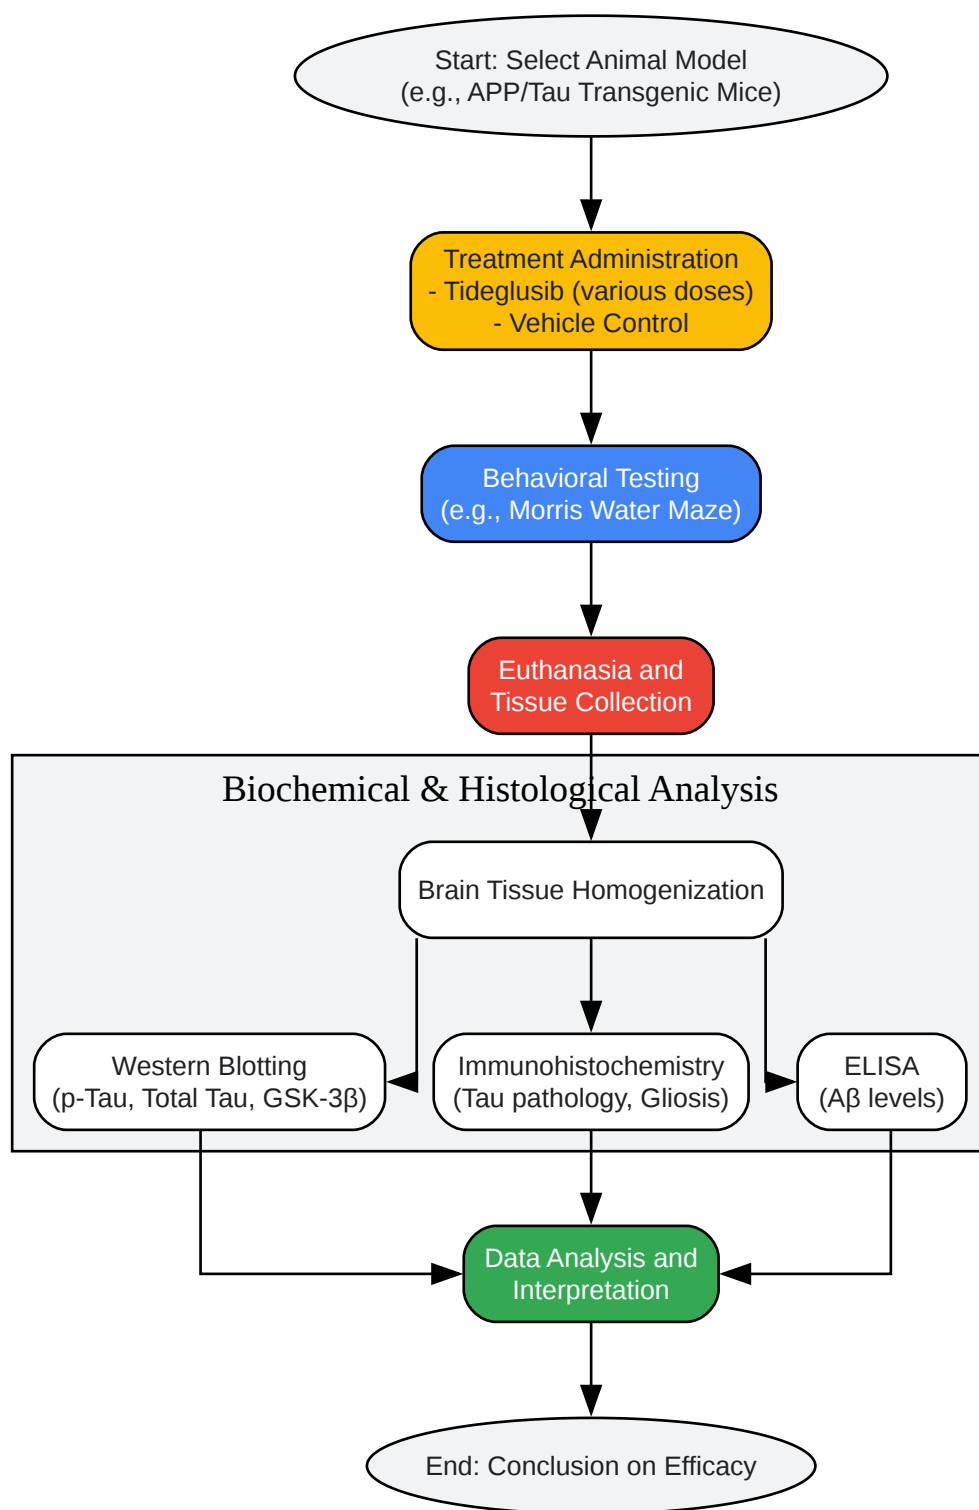 Start: Select Animal Model
(e.g., APP/Tau Transgenic Mice)
Treatment Administration
- Tideglusib (various doses)
- Vehicle Control
Behavioral Testing
(e.g., Morris Water Maze)
Euthanasia and
Tissue Collection
Biochemical & Histological Analysis
Brain Tissue Homogenization
Western Blotting
(p-Tau, Total Tau, GSK-3β)
Immunohistochemistry
(Tau pathology, Gliosis)
ELISA
(Aβ levels)
Data Analysis and
Interpretation
End: Conclusion on Efficacy